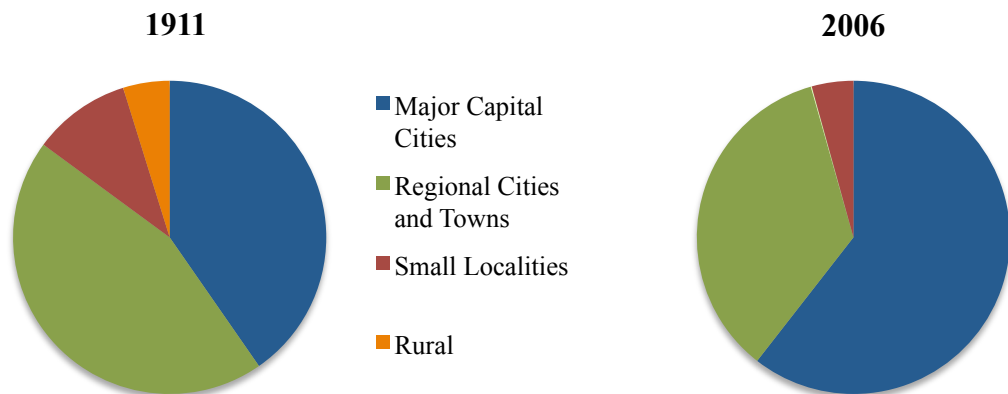 1911
2006
Major Capital
Cities
Regional Cities
and Towns
Small Localities
Rural